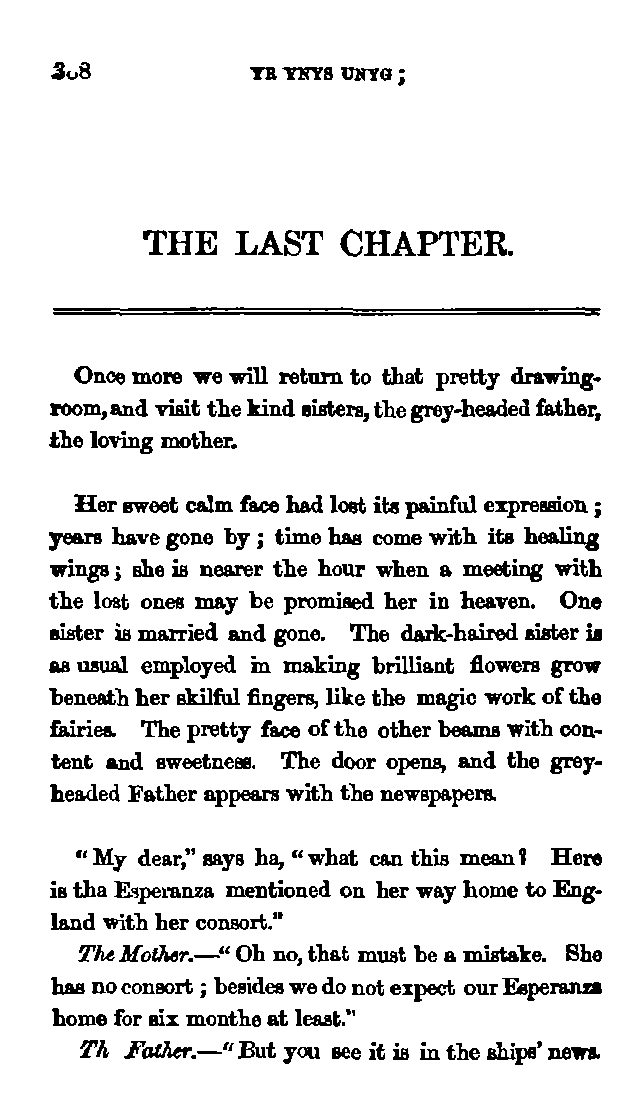 308 YR YNYS UNYG;
THE LAST CHAPTER.
Once more we will return to that pretty drawing-
room, and visit the kind sisters, the grey-headed father,
the loving mother.
Her sweet calm face had lost its painful expression;
years have gone by; time has come with its healing
wings; she is nearer the hour when a meeting with
the lost ones may be promised her in heaven. One
sister is married and gone. The dark-haired sister is
as usual employed in making brilliant flowers grow
beneath her skilful fingers, like the magic work of the
fairies. The pretty face of the other beams with con-
tent and sweetness. The door opens, and the grey-
headed Father appears with the newspapers.
"My dear," says ha, "what can this mean? Here
is tha Esperanza mentioned on her way home to Eng-
land with her consort."
The Mother.—"Oh no, that must be a mistake. She
has no consort; besides we do not expect our Esperanza
home for six months at least."
Th Father.—"But you see it is in the ships' news.